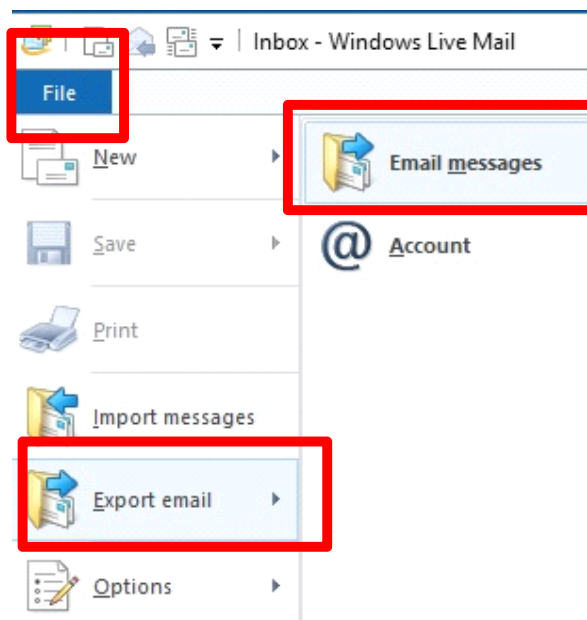 Inbox - Windows Live Mail
File
New
Email messages
Save
@ Account
Print
Import messages
Export email
Options